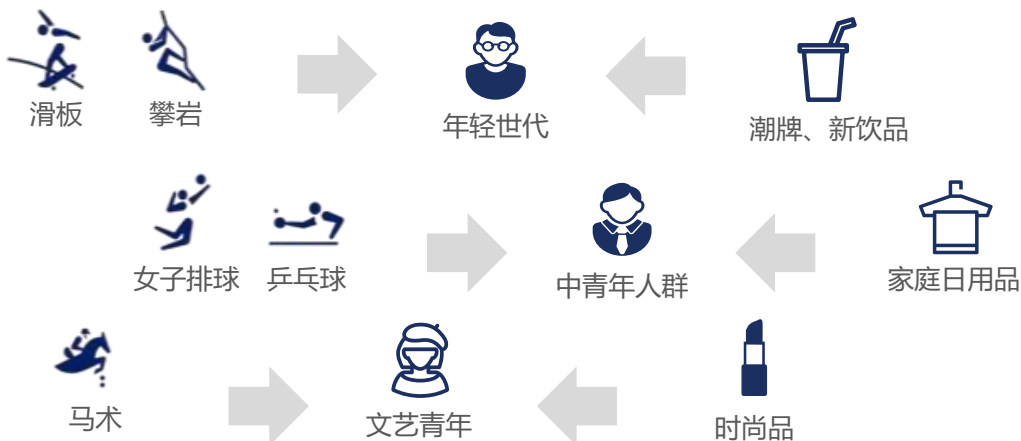 滑板
攀岩
年轻世代
潮牌、新饮品
女子排球
乒乓球
中青年人群
家庭日用品
马术
文艺青年
时尚品